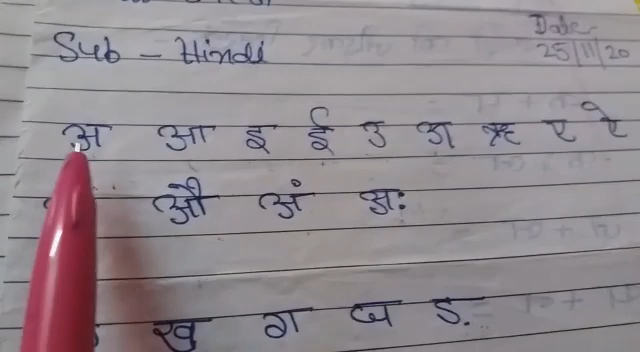 Sub - Hindi
Date
25/11/20
अ आ इ ई उ ऊ ऋ ए ऐ
औ अं अः
ख ग घ ङ